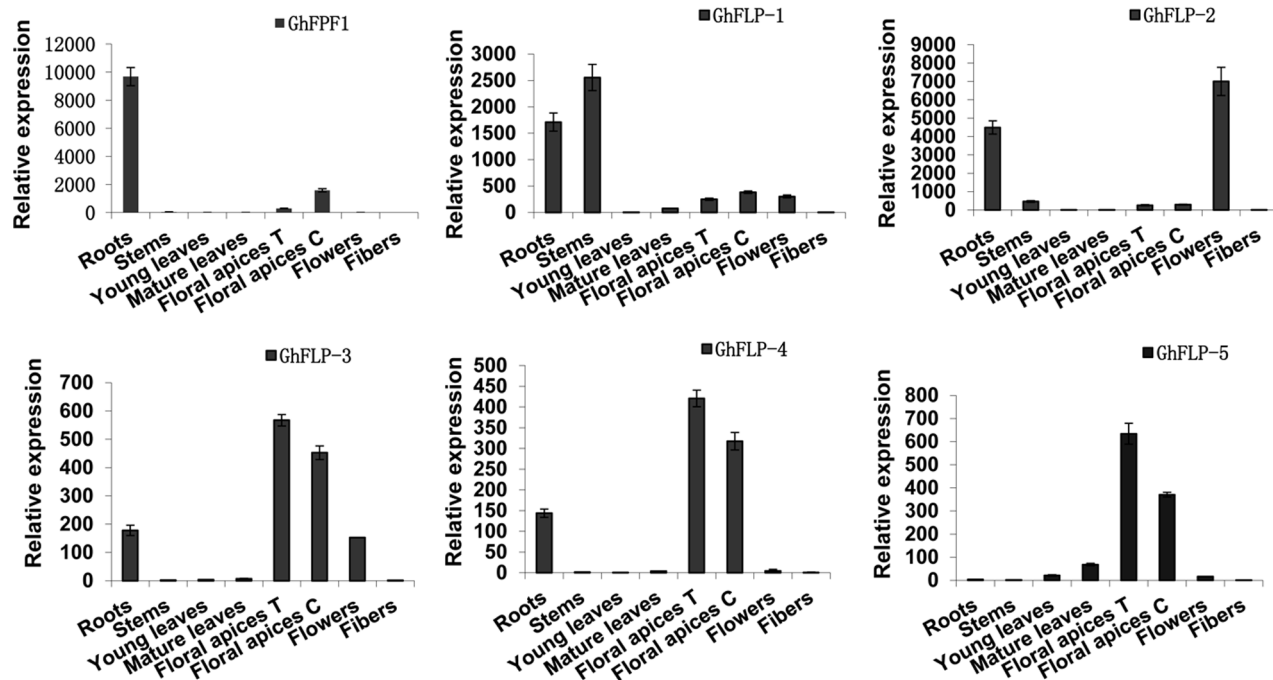 GhFPF1
Relative expression
12000
10000
8000
6000
4000
2000
0
Roots
Stems
Young leaves
Mature leaves
Floral apices T
Floral apices C
Flowers
Fibers
GhFLP-1
Relative expression
3000
2500
2000
1500
1000
500
0
Roots
Stems
Young leaves
Mature leaves
Floral apices T
Floral apices C
Flowers
Fibers
GhFLP-2
Relative expression
9000
8000
7000
6000
5000
4000
3000
2000
1000
0
Roots
Stems
Young leaves
Mature leaves
Floral apices T
Floral apices C
Flowers
Fibers
GhFLP-3
Relative expression
700
600
500
400
300
200
100
0
Roots
Stems
Young leaves
Mature leaves
Floral apices T
Floral apices C
Flowers
Fibers
GhFLP-4
Relative expression
500
450
400
350
300
250
200
150
100
50
0
Roots
Stems
Young leaves
Mature leaves
Floral apices T
Floral apices C
Flowers
Fibers
GhFLP-5
Relative expression
800
700
600
500
400
300
200
100
0
Roots
Stems
Young leaves
Mature leaves
Floral apices T
Floral apices C
Flowers
Fibers